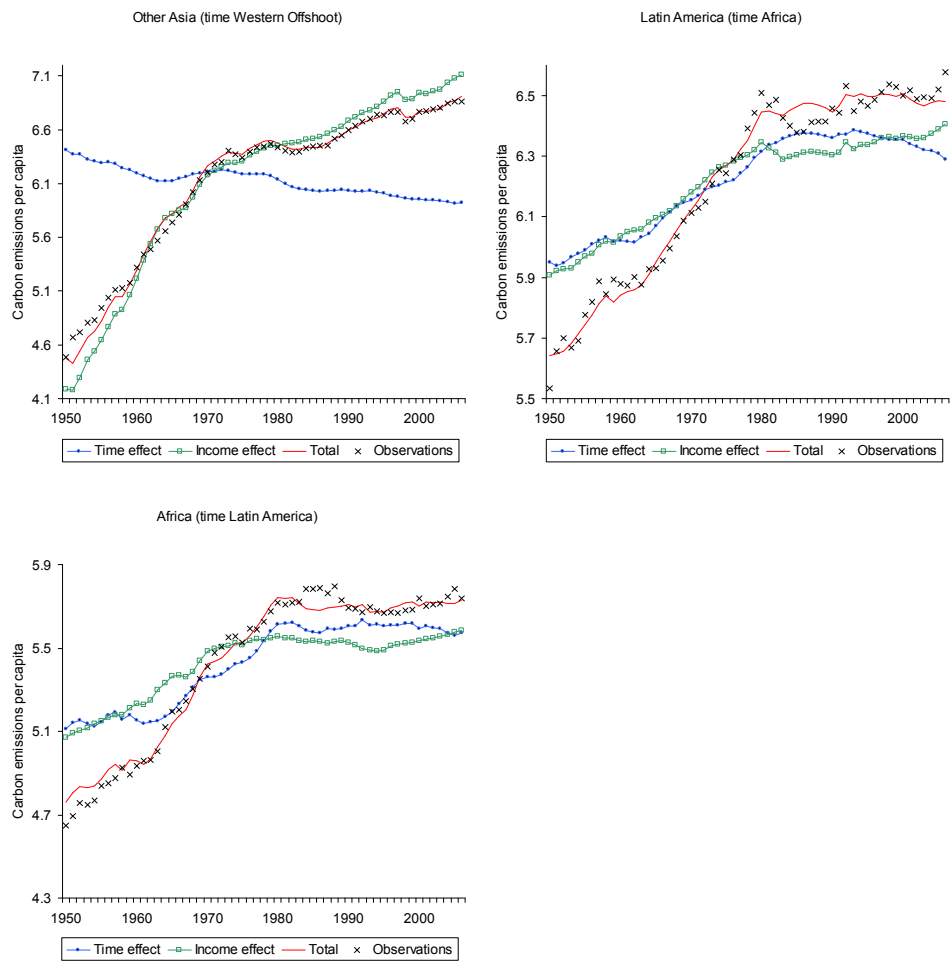 Other Asia (time Western Offshoot)
Carbon emissions per capita
7.1
6.6
6.1
5.6
5.1
4.6
4.1
1950 1960 1970 1980 1990 2000
Time effect Income effect Total Observations
Latin America (time Africa)
Carbon emissions per capita
6.5
6.3
6.1
5.9
5.7
5.5
1950 1960 1970 1980 1990 2000
Time effect Income effect Total Observations
Africa (time Latin America)
Carbon emissions per capita
5.9
5.5
5.1
4.7
4.3
1950 1960 1970 1980 1990 2000
Time effect Income effect Total Observations